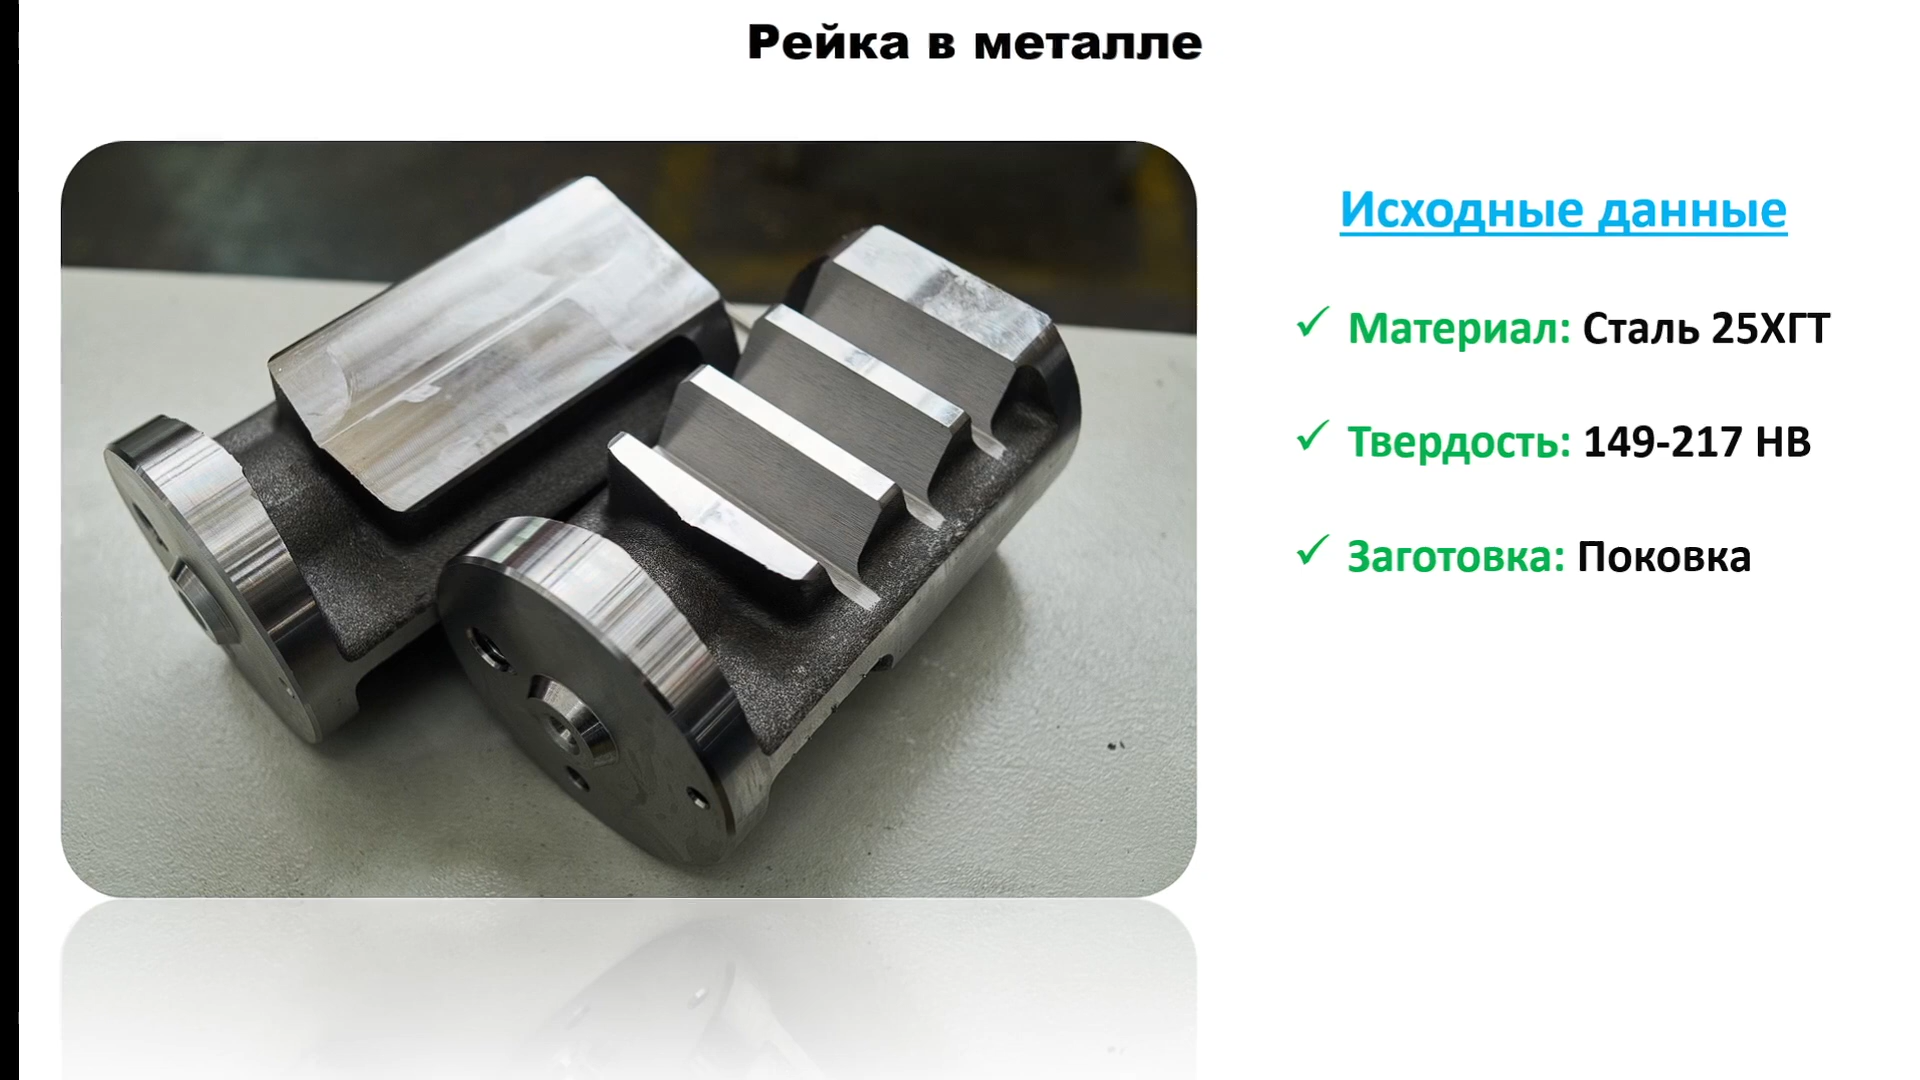 Рейка в металле
Исходные данные
✓ Материал: Сталь 25ХГТ
✓ Твердость: 149-217 НВ
✓ Заготовка: Поковка